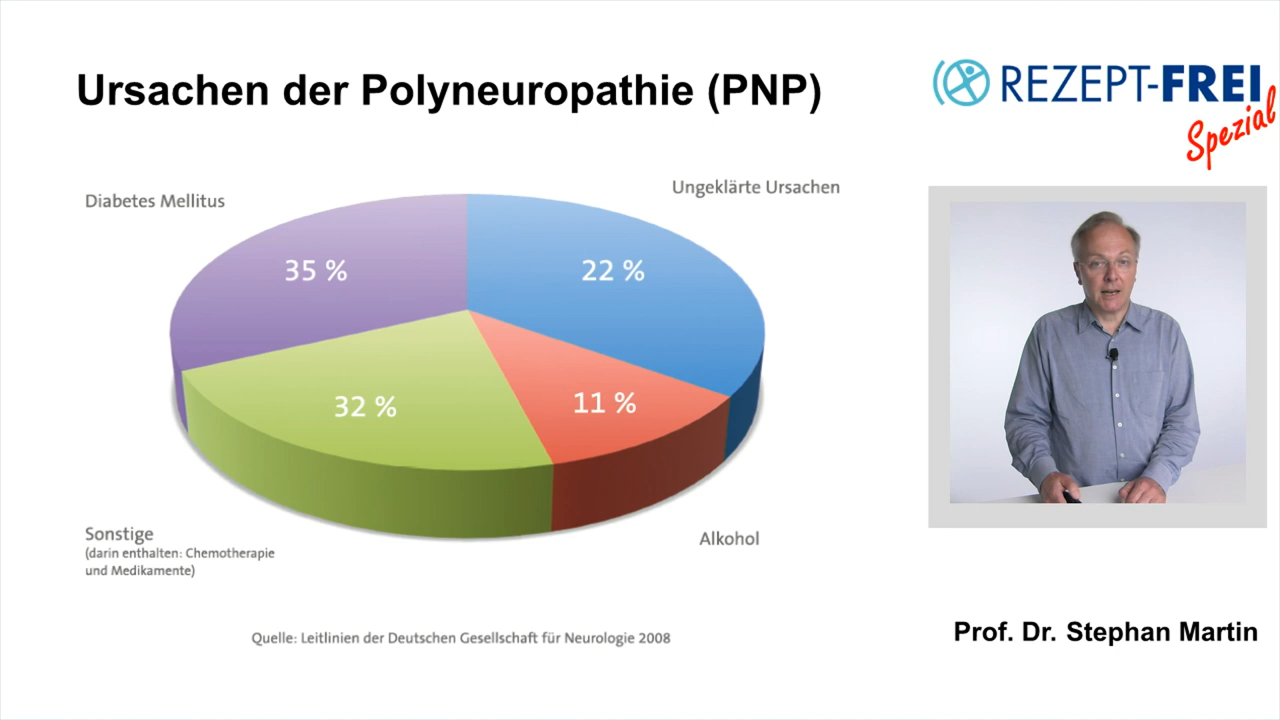 Ursachen der Polyneuropathie (PNP)
REZEPT-FREI
Spezial
Diabetes Mellitus
Ungeklärte Ursachen
35 %
22 %
32 %
11 %
Sonstige
(darin enthalten: Chemotherapie
und Medikamente)
Alkohol
Quelle: Leitlinien der Deutschen Gesellschaft für Neurologie 2008
Prof. Dr. Stephan Martin